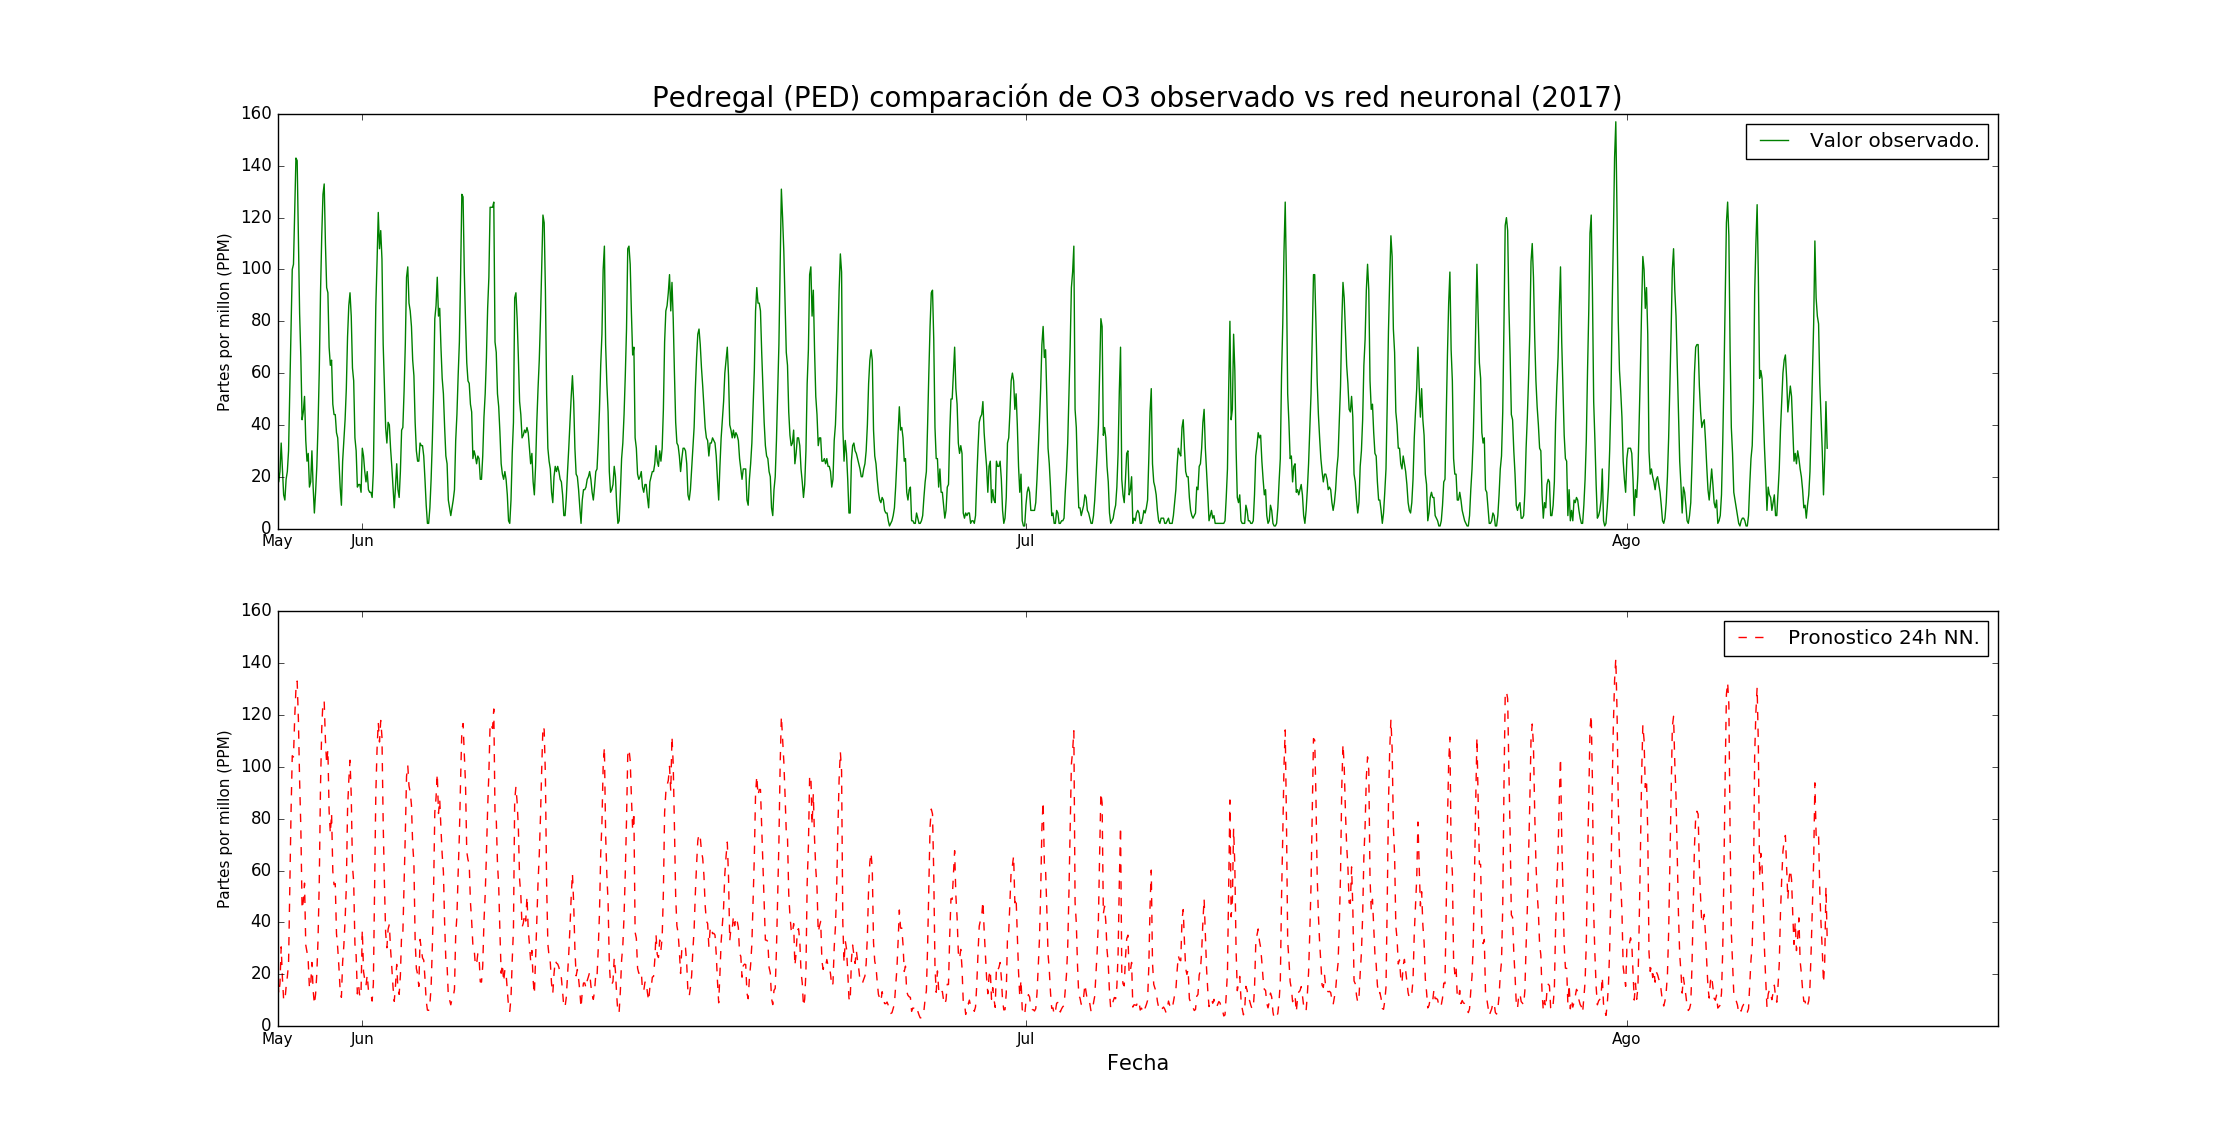 Pedregal (PED) comparación de O3 observado vs red neuronal (2017)
160
140
120
100
80
60
40
20
0
Partes por millon (PPM)
Valor observado.
May
Jun
Jul
Ago
160
140
120
100
80
60
40
20
0
Partes por millon (PPM)
Pronostico 24h NN.
May
Jun
Jul
Ago
Fecha